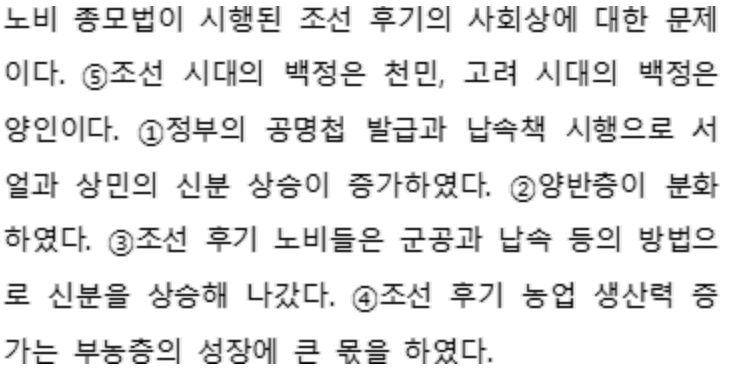 노비 종모법이 시행된 조선 후기의 사회상에 대한 문제
이다. ⑤조선 시대의 백정은 천민, 고려 시대의 백정은
양인이다. ①정부의 공명첩 발급과 납속책 시행으로 서
얼과 상민의 신분 상승이 증가하였다. ②양반층이 분화
하였다. ③조선 후기 노비들은 군공과 납속 등의 방법으
로 신분을 상승해 나갔다. ④조선 후기 농업 생산력 증
가는 부농층의 성장에 큰 몫을 하였다.